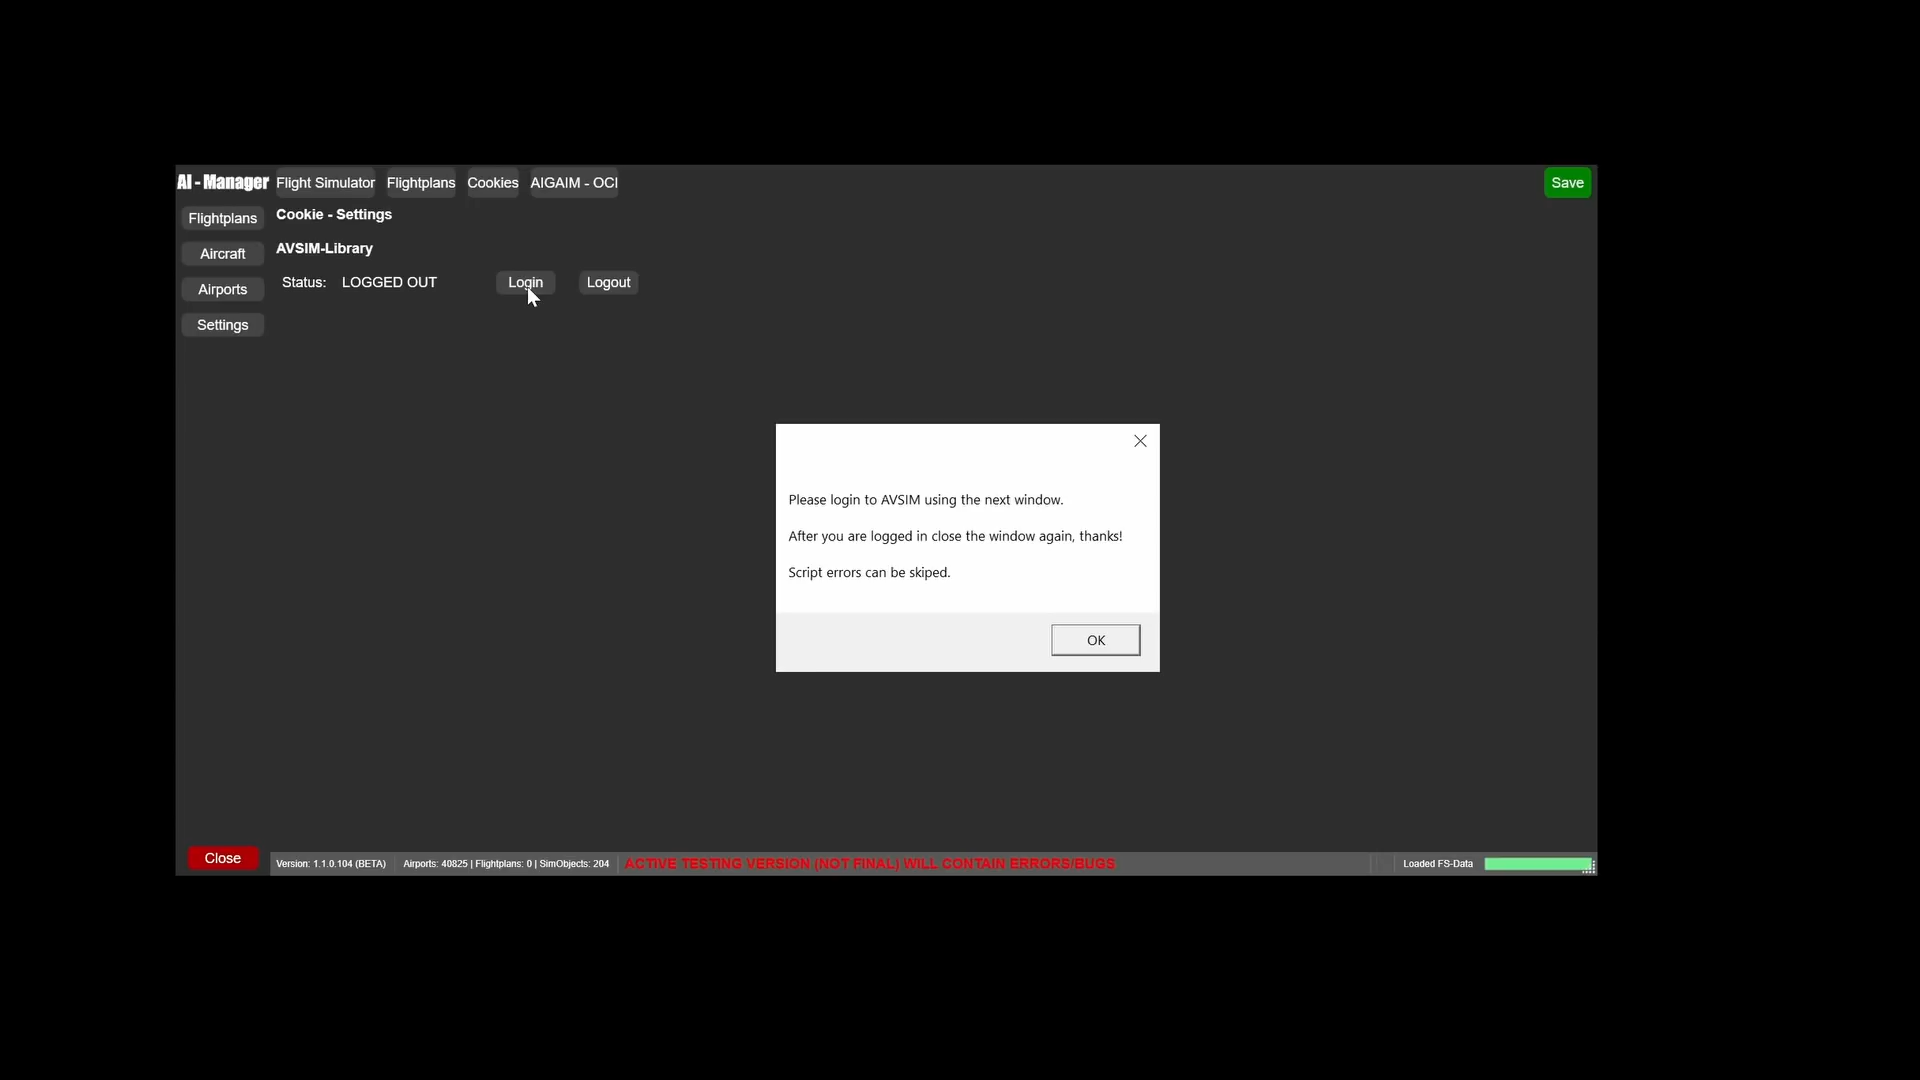 AI - Manager Flight Simulator Flightplans Cookies AIGAIM - OCI Save
Flightplans Cookie - Settings
Aircraft AVSIM-Library
Status: LOGGED OUT Login Logout
Airports
Settings
Please login to AVSIM using the next window.
After you are logged in close the window again, thanks!
Script errors can be skiped.
OK
Close Version: 1.1.0.104 (BETA) Airports: 40825 | Flightplans: 0 | SimObjects: 204 ACTIVE TESTING VERSION (NOT FINAL) WILL CONTAIN ERRORS/BUGS Loaded FS-Data